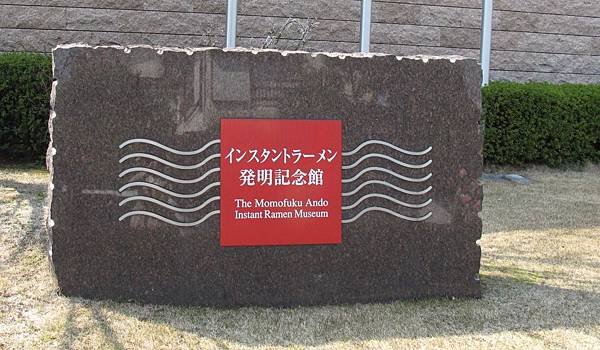 インスタントラーメン
発明記念館
The Momofuku Ando
Instant Ramen Museum